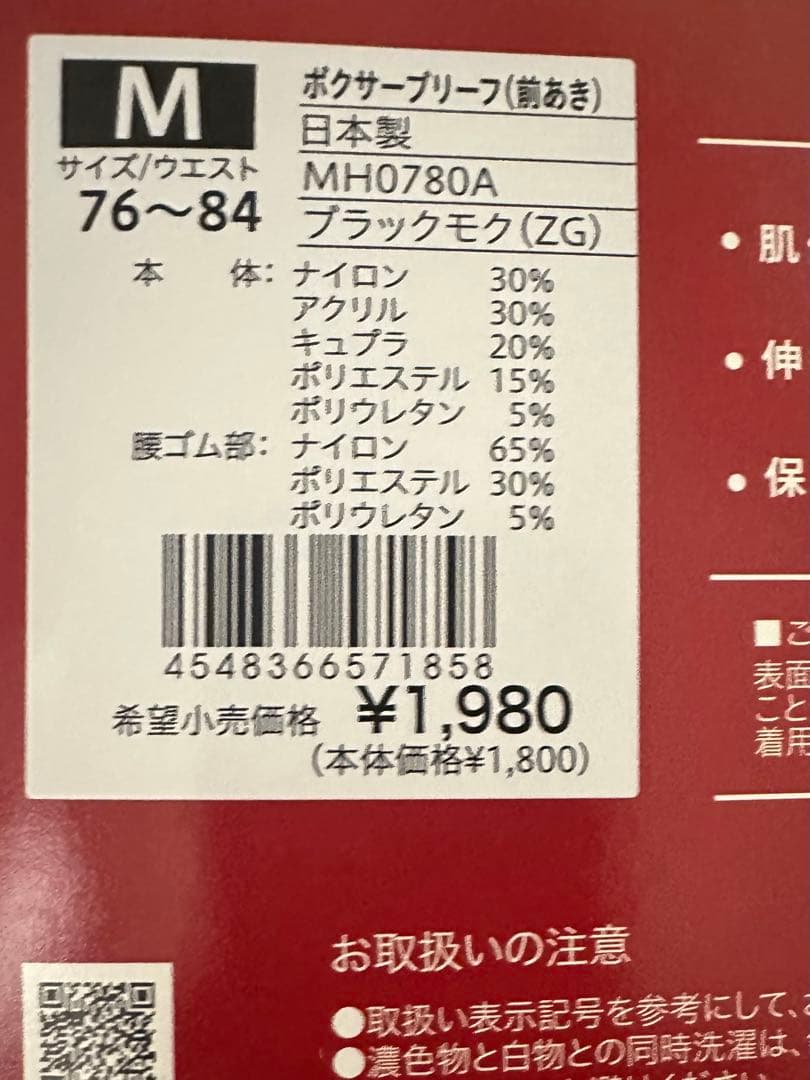 M
サイズ/ウエスト
76～84
ボクサーブリーフ(前あき)
日本製
MH0780A
ブラックモク(ZG)
本 体: ナイロン 30%
アクリル 30%
キュプラ 20%
ポリエステル 15%
ポリウレタン 5%
腰ゴム部: ナイロン 65%
ポリエステル 30%
ポリウレタン 5%
4548366571858
希望小売価格 ¥1,980
(本体価格¥1,800)
• 肌
• 伸
• 保
■ご
表面
こと
着用
お取扱いの注意
●取扱い表示記号を参考にして、
●濃色物と白物との同時洗濯は、